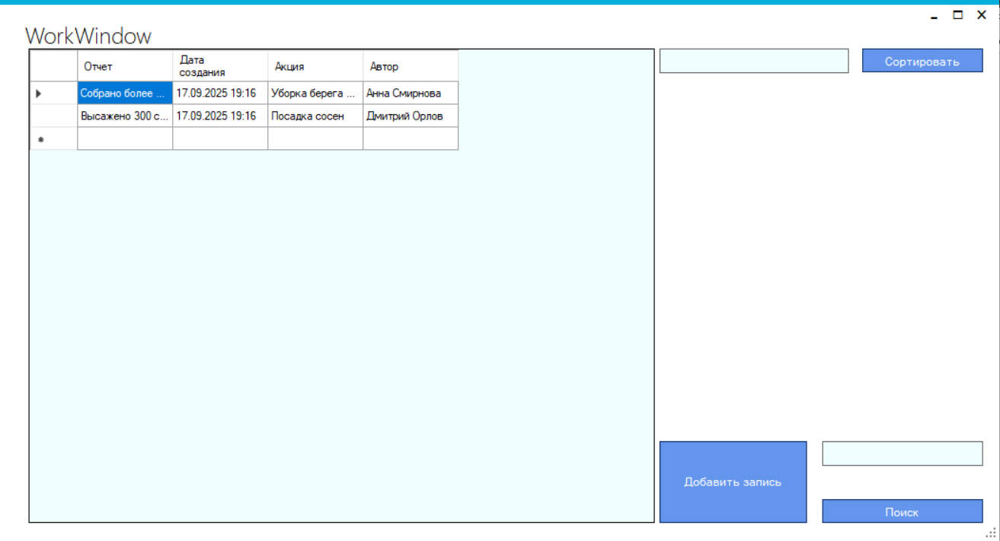 WorkWindow
Отчет Дата создания Акция Автор
Собрано более ... 17.09.2025 19:16 Уборка берега ... Анна Смирнова
Высажено 300 с... 17.09.2025 19:16 Посадка сосен Дмитрий Орлов
Сортировать
Добавить запись
Поиск